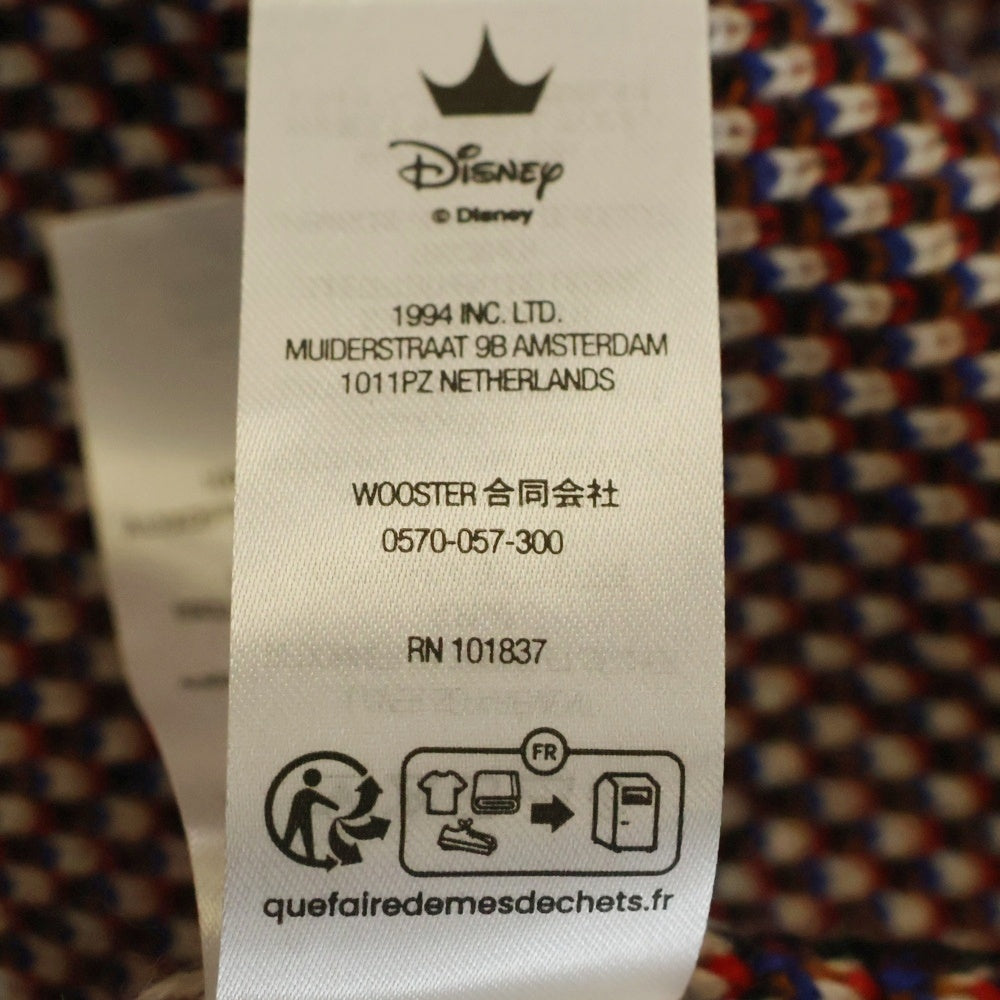 Disney
© Disney
1994 INC. LTD.
MUIDERSTRAAT 9B AMSTERDAM
1011PZ NETHERLANDS
WOOSTER 合同会社
0570-057-300
RN 101837
FR
quefairedemesdechets.fr